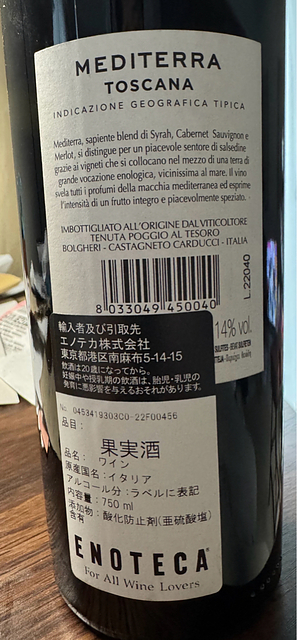 MEDITERRA
TOSCANA
INDICAZIONE GEOGRAFICA TIPICA
Mediterra, sapiente blend di Syrah, Cabernet Sauvignon e
Merlot, si distingue per un piacevole sentore di salsedine
grazie ai vigneti che si collocano nel mezzo di una terra di
grande vocazione enologica, vicinissima al mare. Il vino
svela tutti i profumi della macchia mediterranea ed esprime
l'intensità di un frutto integro e piacevolmente speziato.
IMBOTTIGLIATO ALL'ORIGINE DAL VITICOLTORE
TENUTA POGGIO AL TESORO
BOLGHERI - CASTAGNETO CARDUCCI - ITALIA
8 033049 450040
L. 22040
14% vol.
輸入者及び引取先
エノテカ株式会社
東京都港区南麻布5-14-15
飲酒は20歳になってから。
妊娠中や授乳期の飲酒は、胎児・乳児の
発育に悪影響を与えるおそれがあります。
No. 0453419303C0-22F00456
品目:
果実酒
品名: ワイン
原産国名:イタリア
アルコール分:ラベルに表記
内容量:750 ml
添加物:酸化防止剤(亜硫酸塩)
含有
ENOTECA
For All Wine Lovers